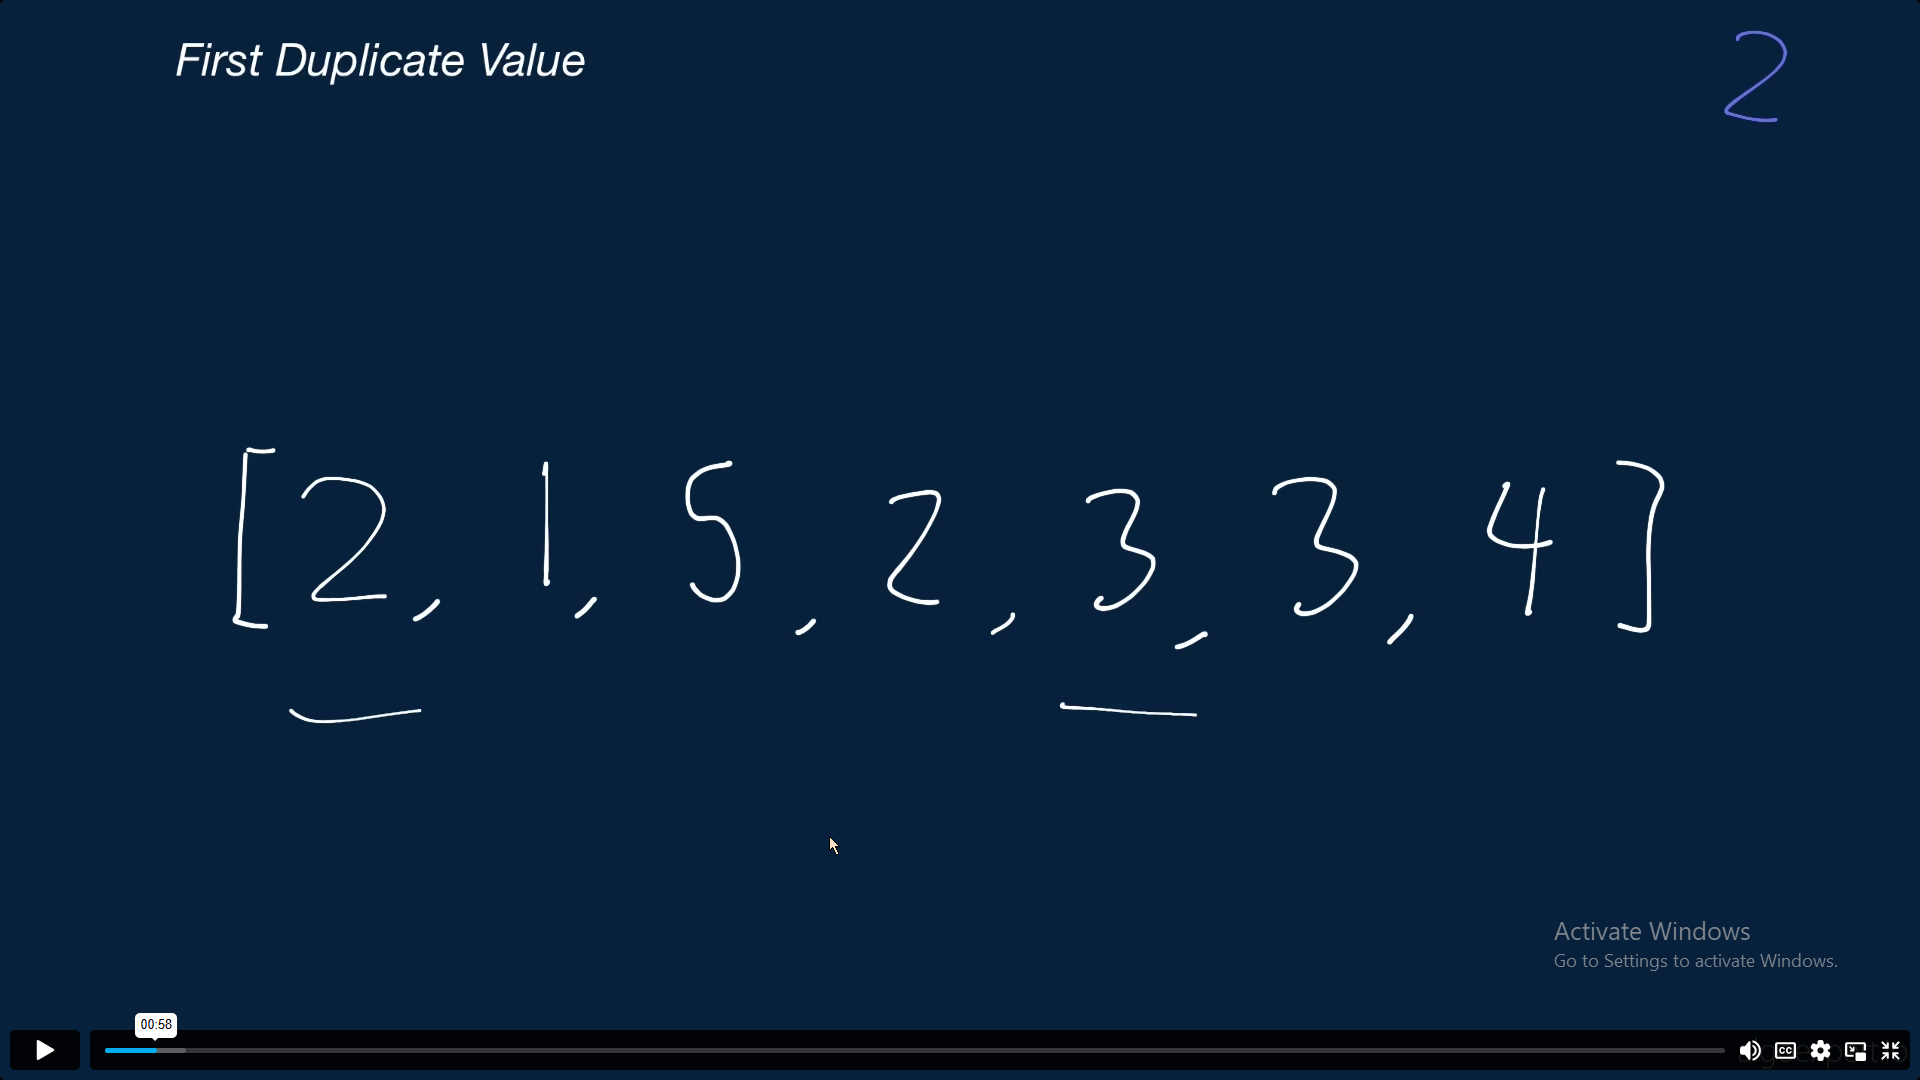 First Duplicate Value
2
[2, 1, 5, 2, 3, 3, 4]
Activate Windows
Go to Settings to activate Windows.
00:58
CC